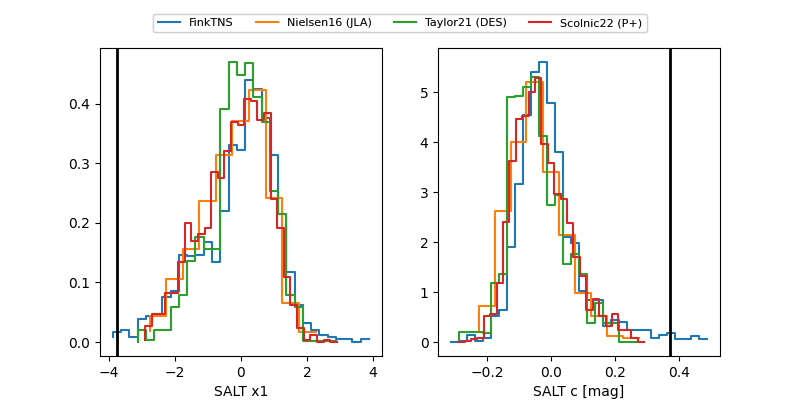 FinkTNS Nielsen16 (JLA) Taylor21 (DES) Scolnic22 (P+)
0.4
0.3
0.2
0.1
0.0
−4 −2 0 2 4
SALT x1
5
4
3
2
1
0
−0.2 0.0 0.2 0.4
SALT c [mag]